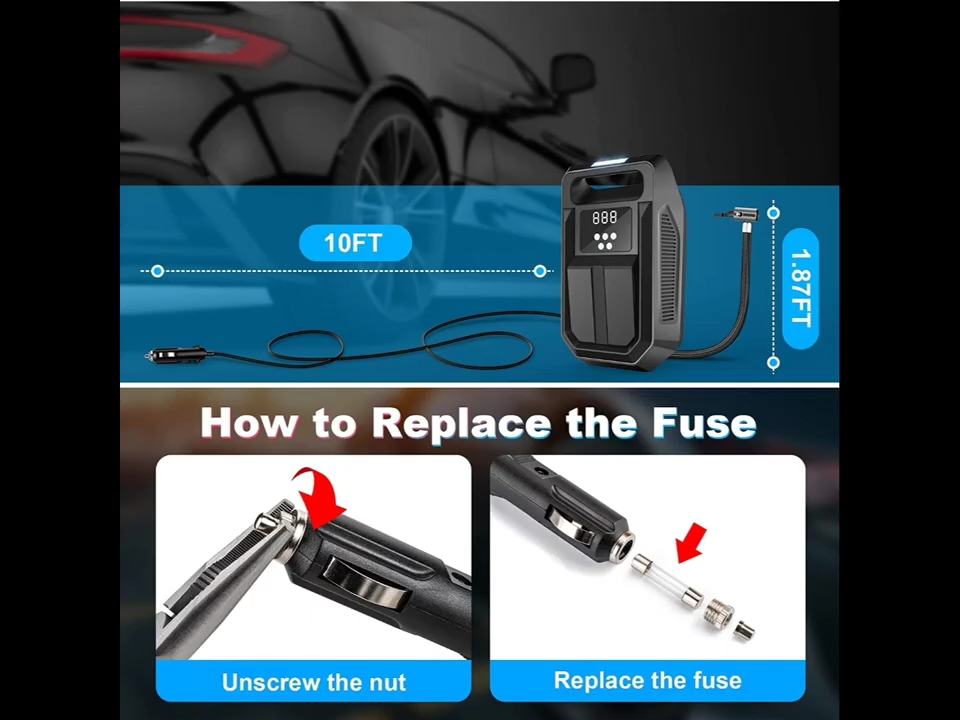 10FT
888
1.87FT
How to Replace the Fuse
Unscrew the nut
Replace the fuse